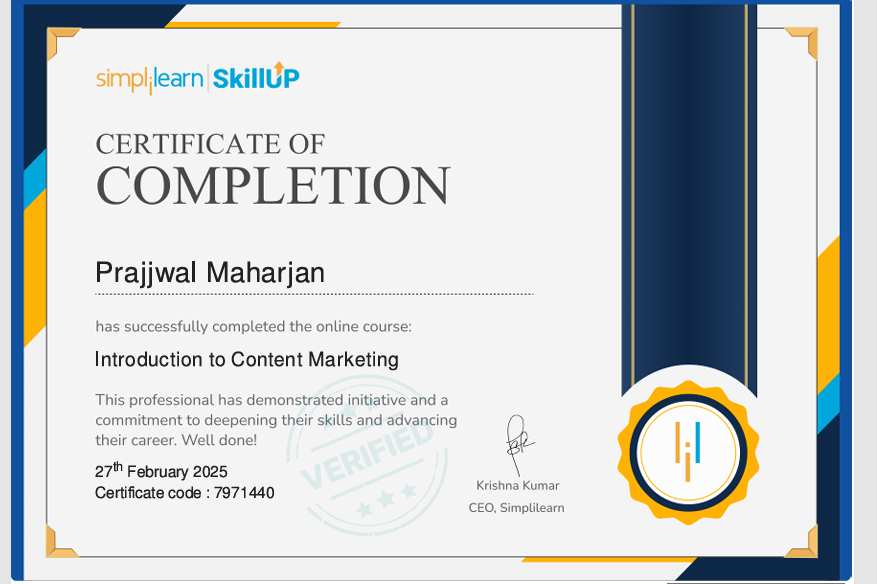 simplilearn | SkillUP
CERTIFICATE OF
COMPLETION
Prajjwal Maharjan
has successfully completed the online course:
Introduction to Content Marketing
This professional has demonstrated initiative and a
commitment to deepening their skills and advancing
their career. Well done!
27th February 2025
Certificate code : 7971440
VERIFIED
Krishna Kumar
CEO, Simplilearn